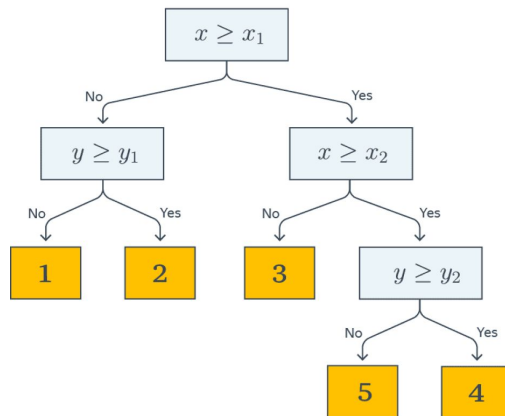 x ≥ x₁
No
Yes
y ≥ y₁
x ≥ x₂
No
Yes
No
Yes
1
2
3
y ≥ y₂
No
Yes
5
4